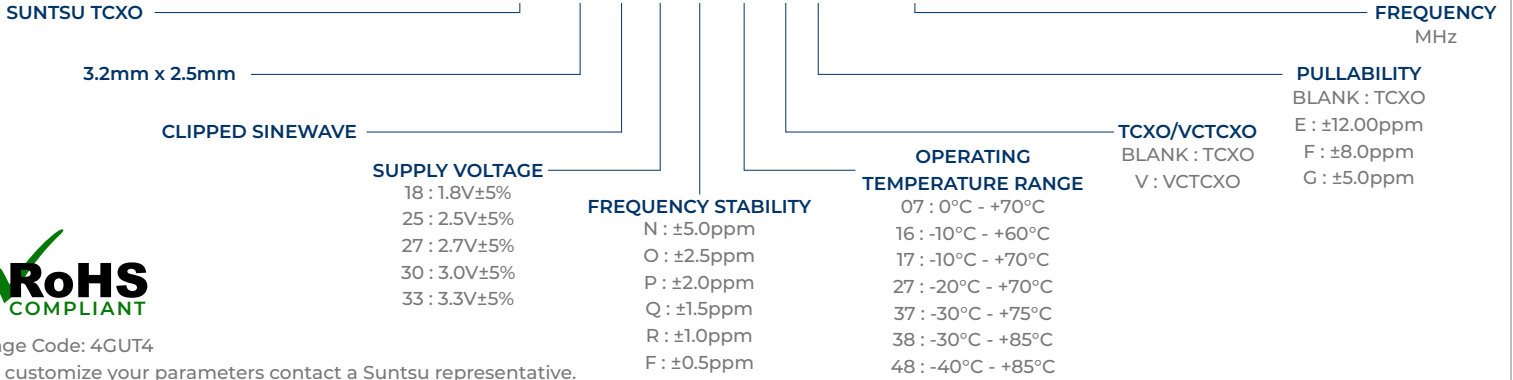 SUNTSU TCXO
FREQUENCY
MHz
3.2mm x 2.5mm
PULLABILITY
BLANK : TCXO
E : ±12.00ppm
F : ±8.0ppm
G : ±5.0ppm
CLIPPED SINEWAVE
TCXO/VCTCXO
BLANK : TCXO
V : VCTCXO
SUPPLY VOLTAGE
18 : 1.8V±5%
25 : 2.5V±5%
27 : 2.7V±5%
30 : 3.0V±5%
33 : 3.3V±5%
FREQUENCY STABILITY
N : ±5.0ppm
O : ±2.5ppm
P : ±2.0ppm
Q : ±1.5ppm
R : ±1.0ppm
F : ±0.5ppm
OPERATING
TEMPERATURE RANGE
07 : 0°C - +70°C
16 : -10°C - +60°C
17 : -10°C - +70°C
27 : -20°C - +70°C
37 : -30°C - +75°C
38 : -30°C - +85°C
48 : -40°C - +85°C
RoHS
COMPLIANT
Code: 4GUT4
customize your parameters contact a Suntsu representative.